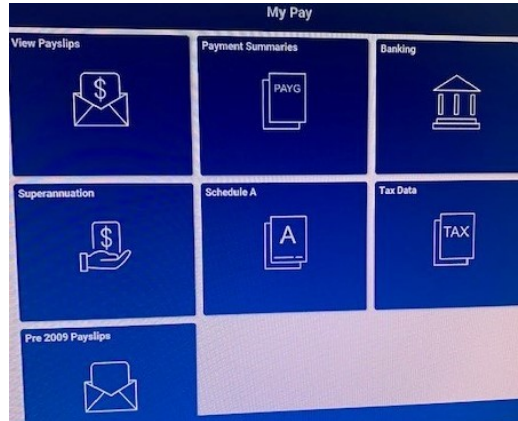 My Pay
View Payslips
Payment Summaries
Banking
$
PAYG
Superannuation
Schedule A
Tax Data
$
A
TAX
Pre 2009 Payslips